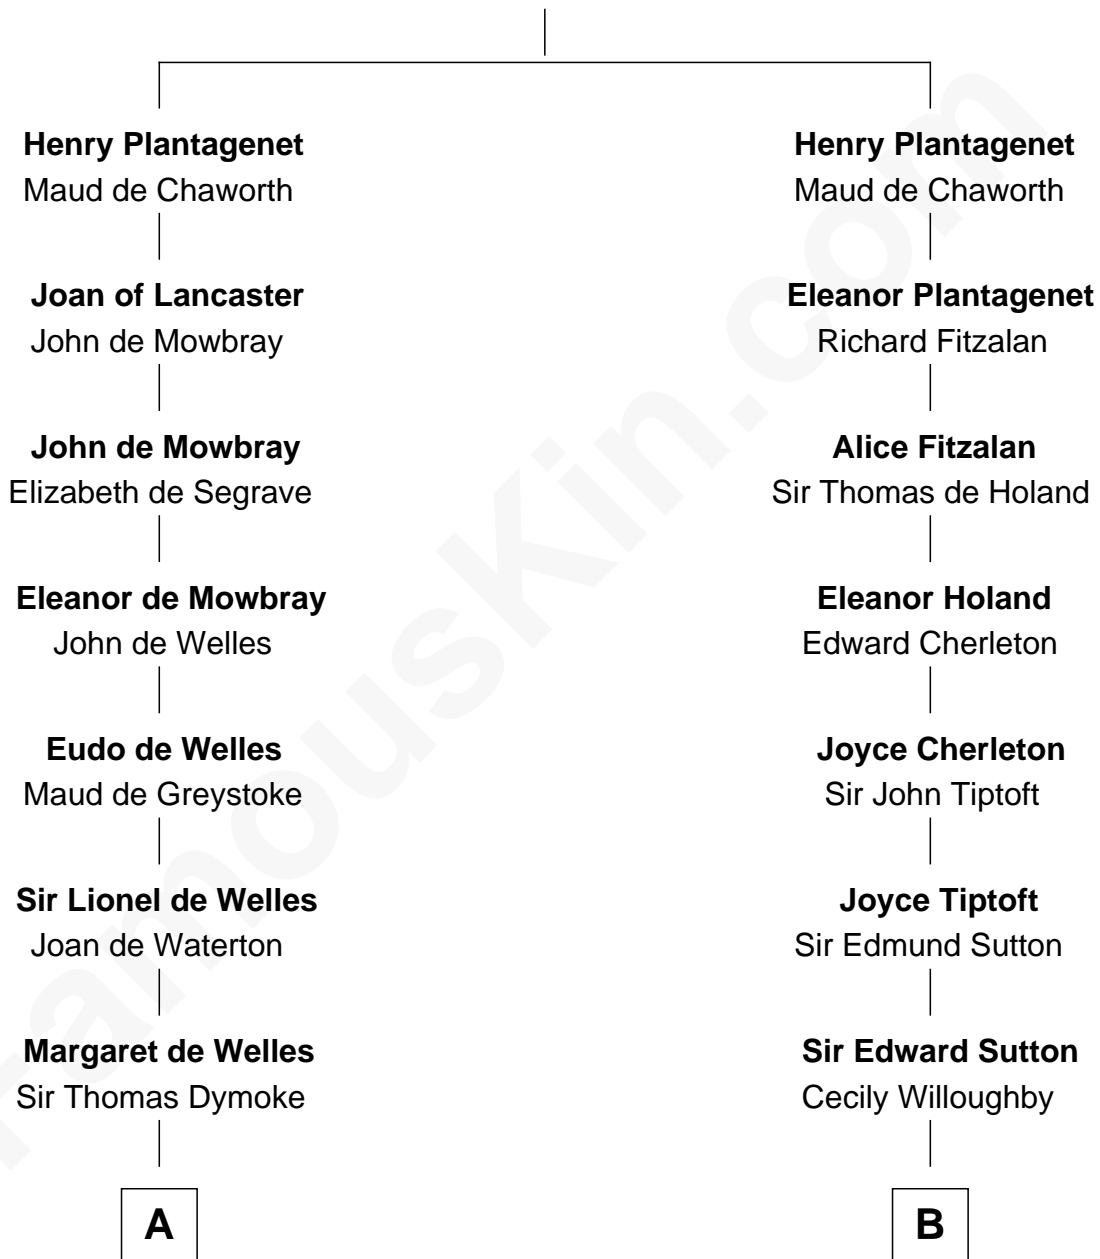 Henry Plantagenet
Maud de Chaworth
Joan of Lancaster
John de Mowbray
John de Mowbray
Elizabeth de Segrave
Eleanor de Mowbray
John de Welles
Eudo de Welles
Maud de Greystoke
Sir Lionel de Welles
Joan de Waterton
Margaret de Welles
Sir Thomas Dymoke
A
Henry Plantagenet
Maud de Chaworth
Eleanor Plantagenet
Richard Fitzalan
Alice Fitzalan
Sir Thomas de Holand
Eleanor Holand
Edward Cherleton
Joyce Cherleton
Sir John Tiptoft
Joyce Tiptoft
Sir Edmund Sutton
Sir Edward Sutton
Cecily Willoughby
B
FamousKin.com